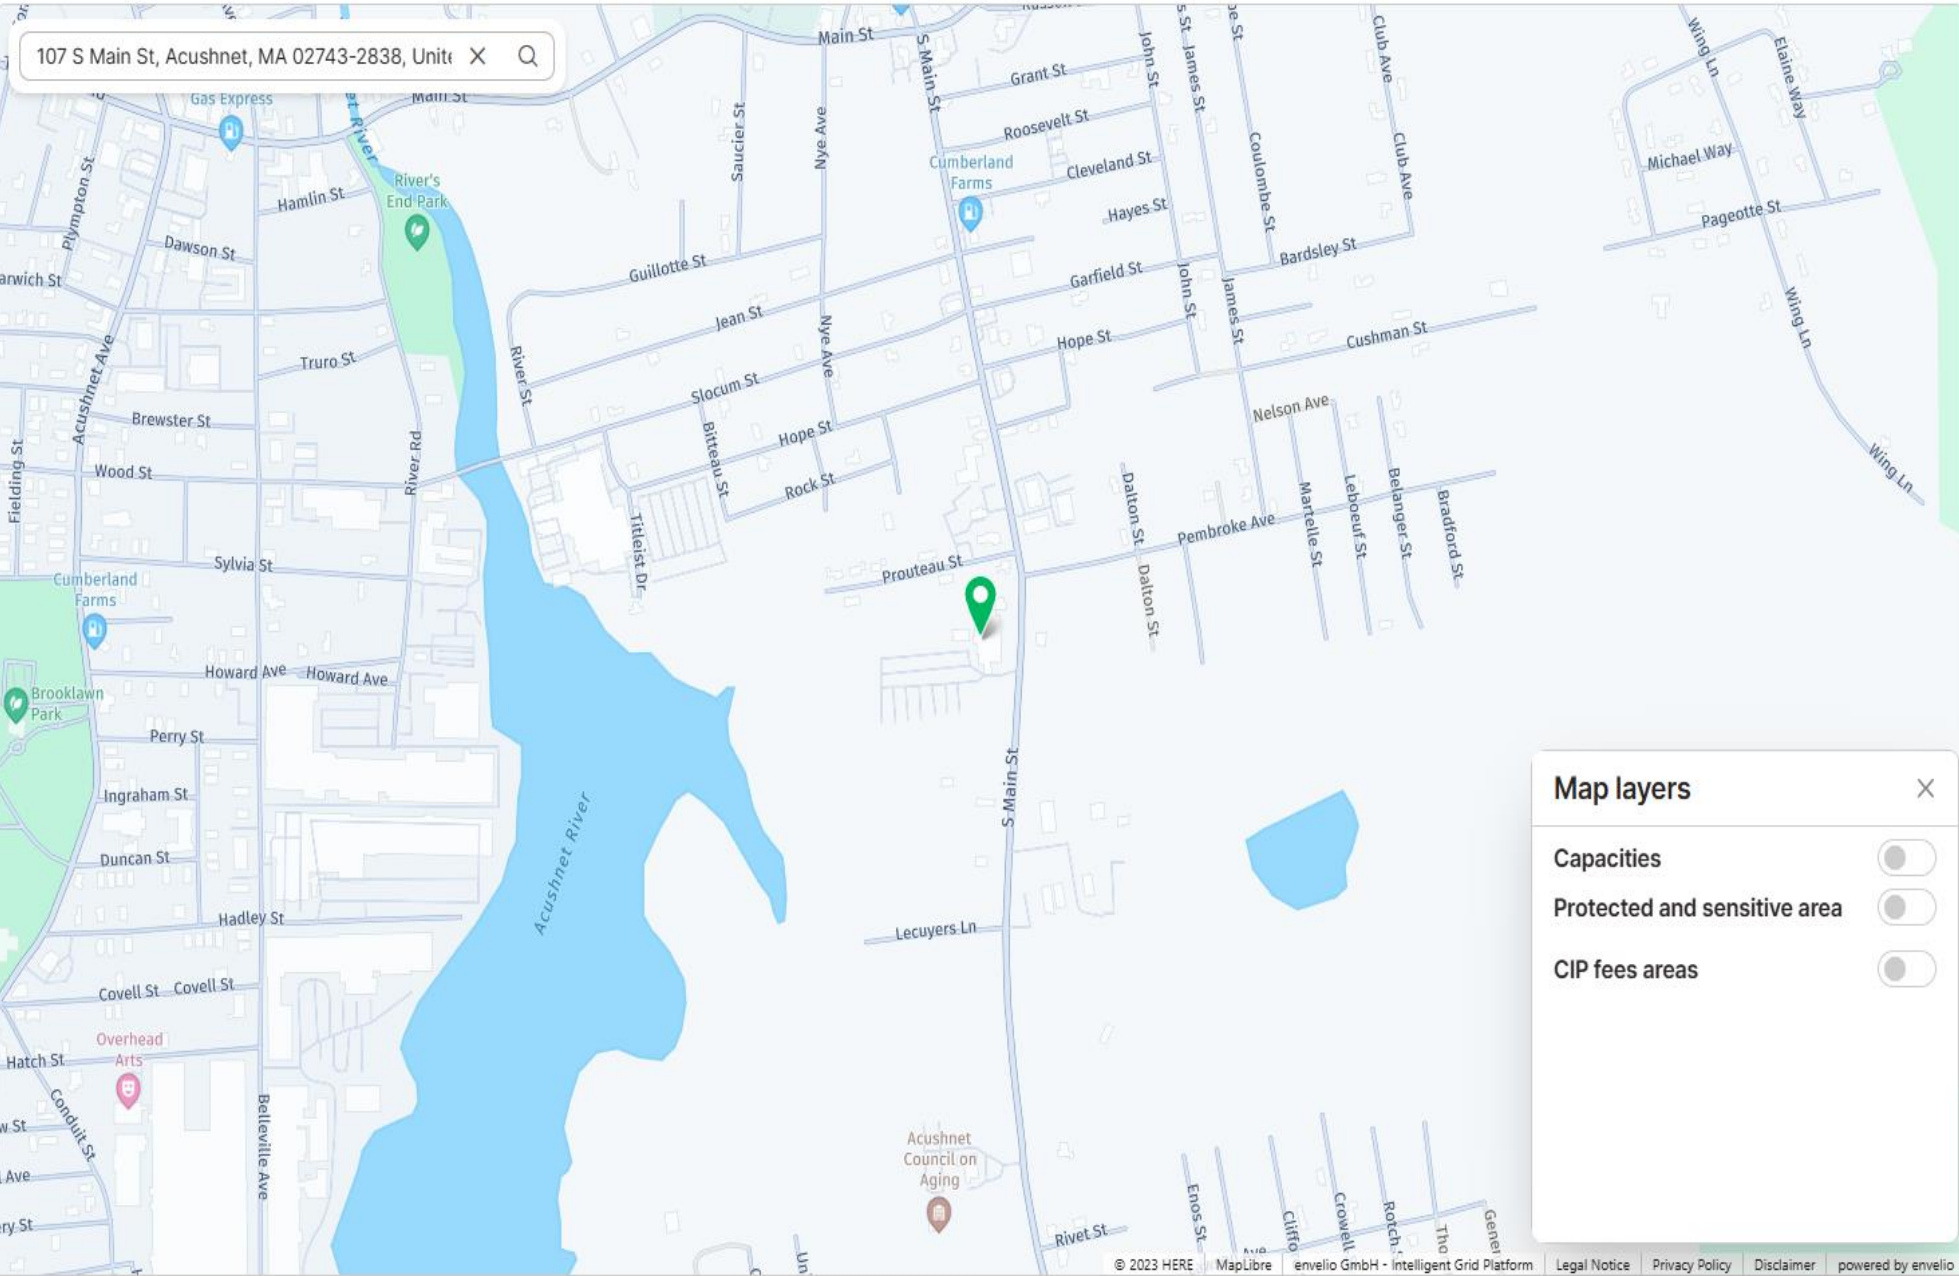 107 S Main St, Acushnet, MA 02743-2838, Unite
Main St
S Main St
John St
James St
Club Ave
Wing Ln
Elaine Way
Gas Express
Main St
River
Grant St
Roosevelt St
Saucier St
Nye Ave
Cumberland
Farms
Cleveland St
Coulombe St
Club Ave
Michael Way
Plympton St
River's
End Park
Hamlin St
Hayes St
Pageotte St
Dawson St
Guillotte St
Bardsley St
Garfield St
John St
James St
Jean St
Nye Ave
Hope St
Cushman St
Wing Ln
Acushnet Ave
Truro St
River St
Slocum St
Nelson Ave
Brewster St
Bitteau St
Hope St
Fielding St
Wood St
River Rd
Rock St
Wing Ln
Dalton St
Martelle St
Leboeuf St
Belanger St
Bradford St
Pembroke Ave
Titleist Dr
Sylvia St
Prouteau St
Cumberland
Farms
Dalton St
Howard Ave
Howard Ave
Brooklawn
Park
Perry St
S Main St
Ingraham St
Acushnet River
Duncan St
Hadley St
Lecuyers Ln
Covell St
Covell St
Overhead
Arts
Hatch St
Conduit St
Belleville Ave
Acushnet
Council on
Aging
Rivet St
Enos St
Crowell
Rotch
Map layers
Capacities
Protected and sensitive area
CIP fees areas
© 2023 HERE
MapLibre
envelio GmbH - Intelligent Grid Platform
Legal Notice
Privacy Policy
Disclaimer
powered by envelio